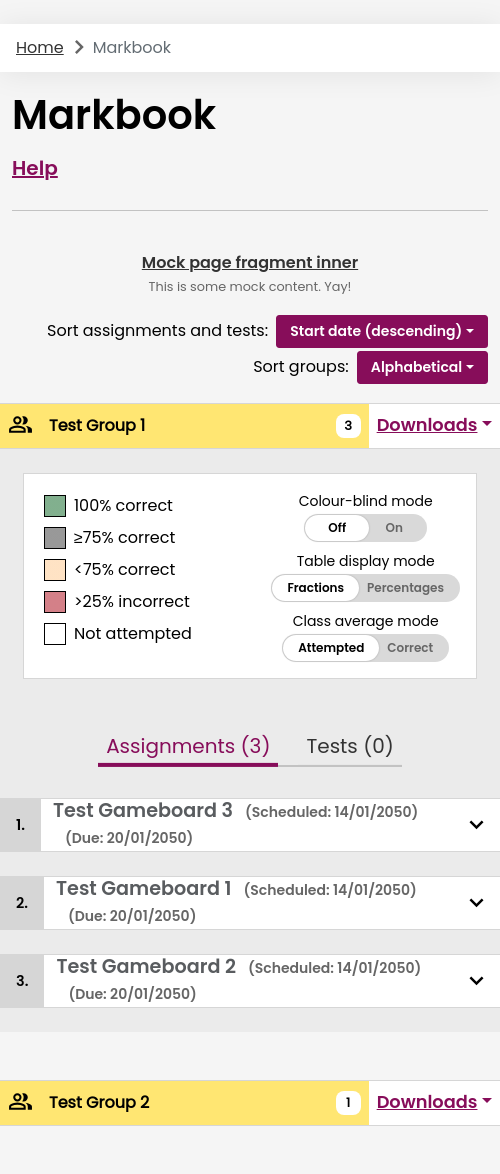 Home > Markbook
Markbook
Help
Mock page fragment inner
This is some mock content. Yay!
Sort assignments and tests: Start date (descending)
Sort groups: Alphabetical
Test Group 1 3 Downloads
100% correct
≥75% correct
<75% correct
>25% incorrect
Not attempted
Colour-blind mode
Off On
Table display mode
Fractions Percentages
Class average mode
Attempted Correct
Assignments (3) Tests (0)
1. Test Gameboard 3 (Scheduled: 14/01/2050)
(Due: 20/01/2050)
2. Test Gameboard 1 (Scheduled: 14/01/2050)
(Due: 20/01/2050)
3. Test Gameboard 2 (Scheduled: 14/01/2050)
(Due: 20/01/2050)
Test Group 2 1 Downloads